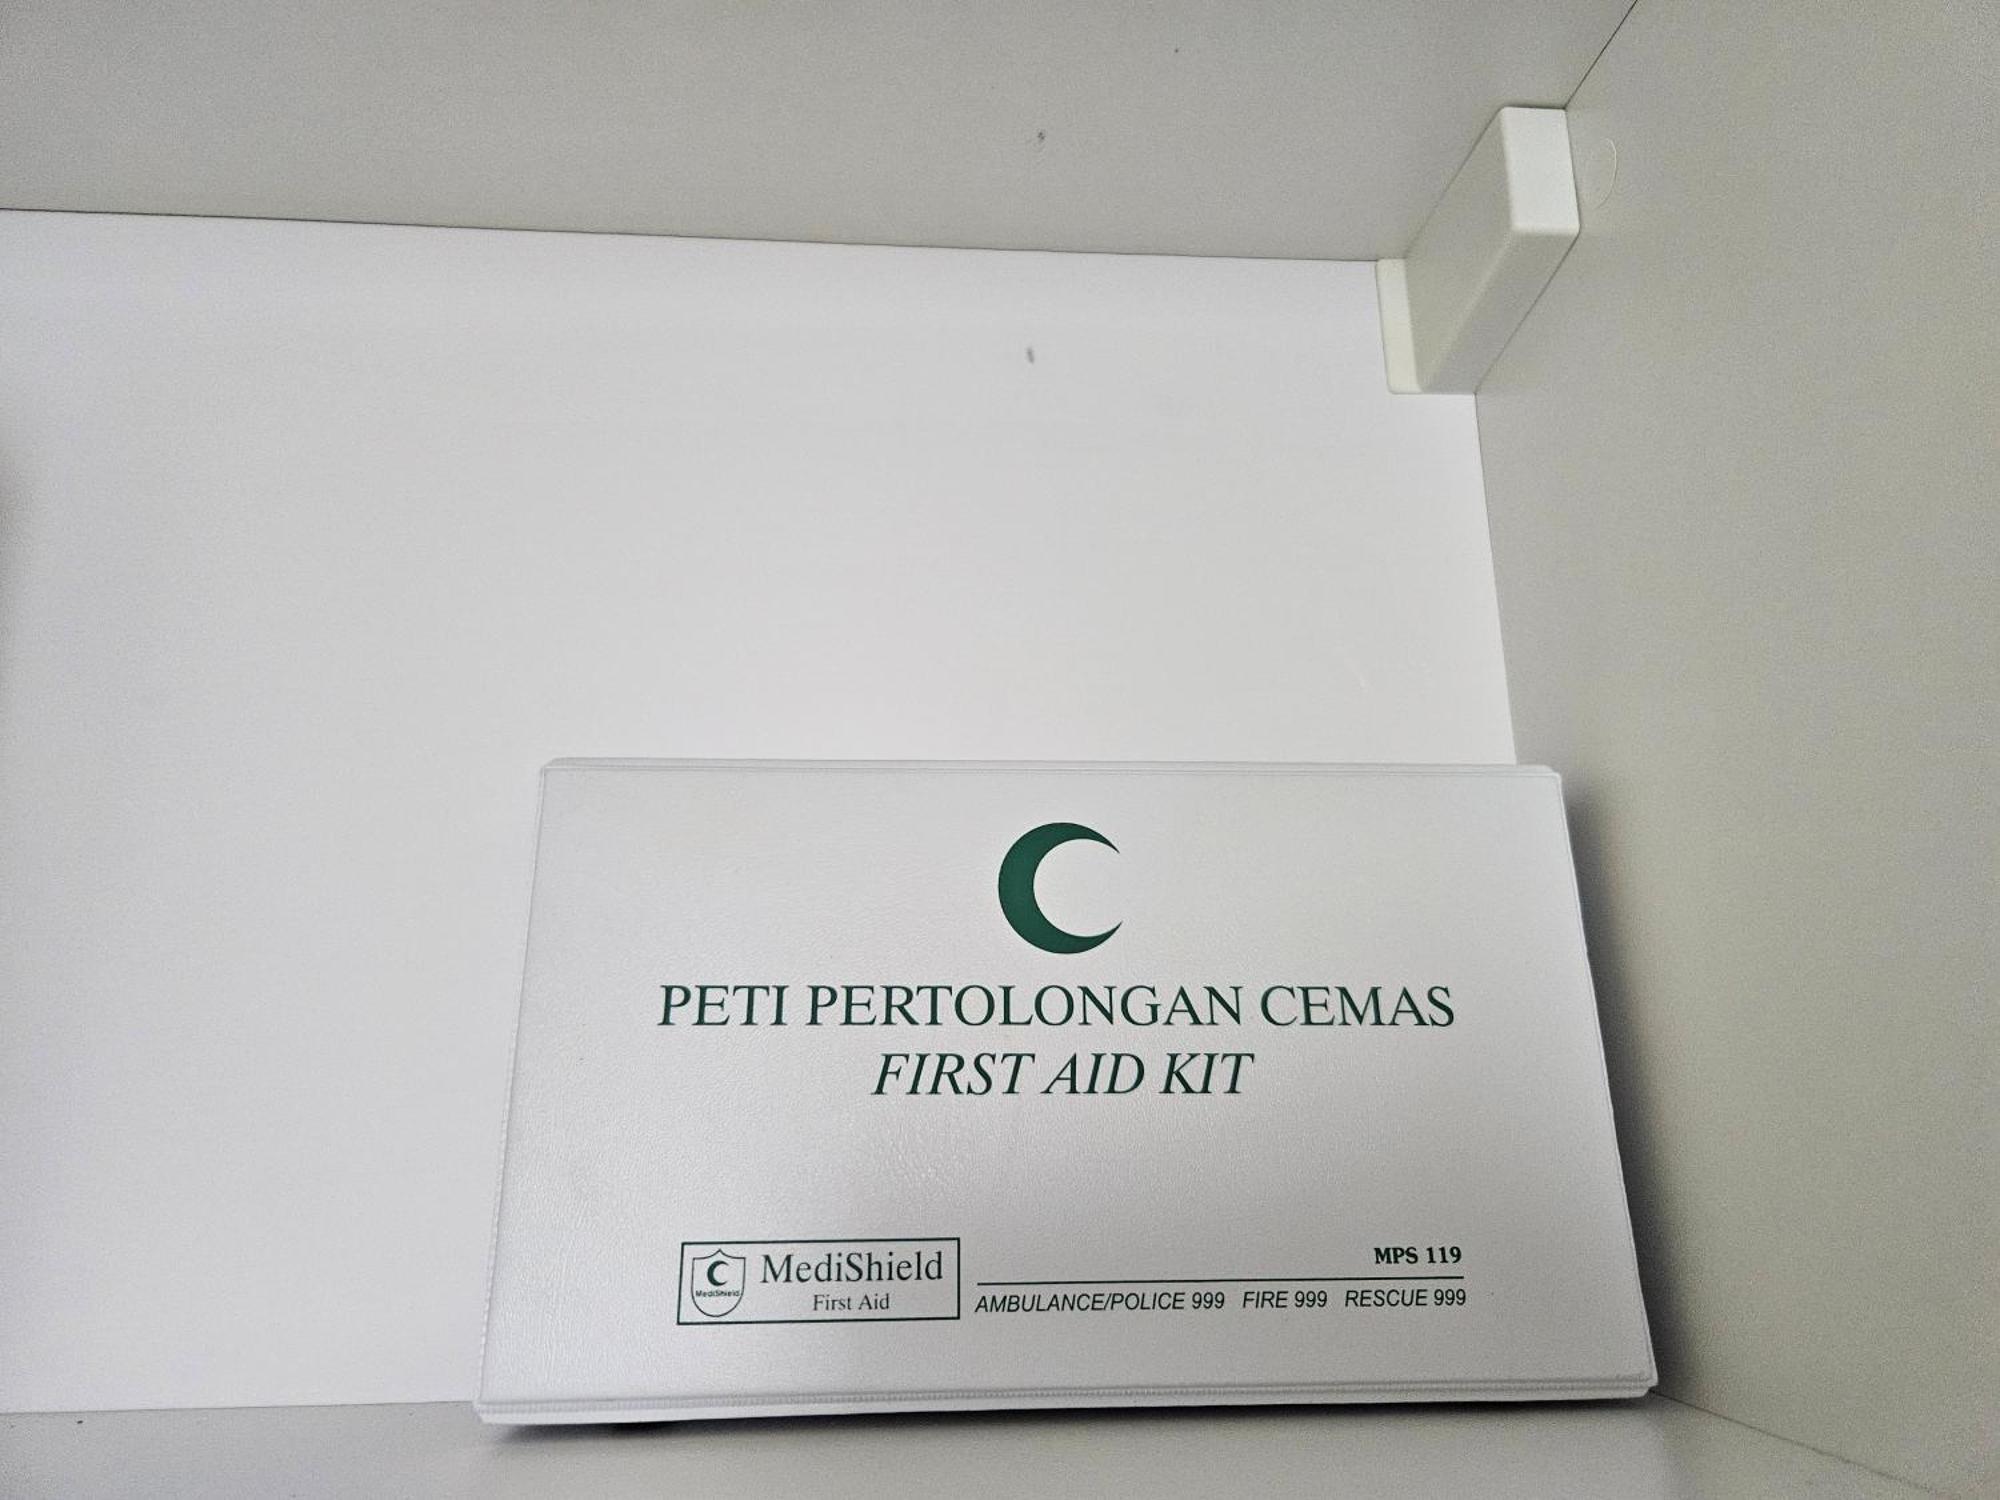 PETI PERTOLONGAN CEMAS
FIRST AID KIT
MediShield
MediShield
First Aid
MPS 119
AMBULANCE/POLICE 999 FIRE 999 RESCUE 999